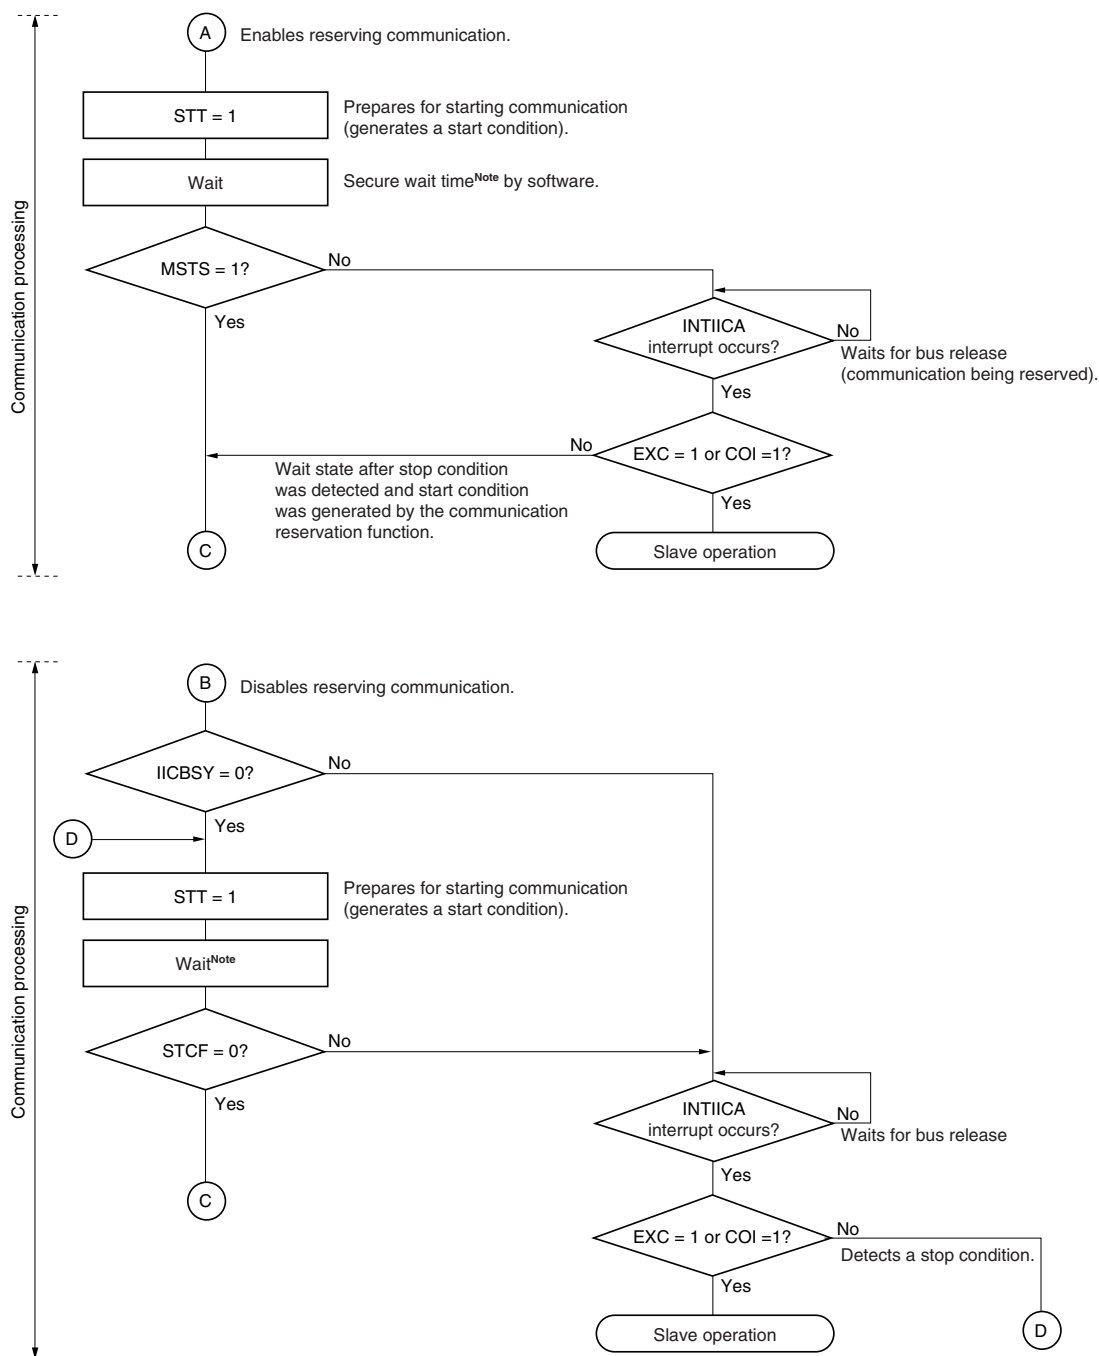 A
Enables reserving communication.
STT = 1
Prepares for starting communication
(generates a start condition).
Wait
Secure wait timeNote by software.
MSTS = 1?
No
Yes
INTIICA
interrupt occurs?
No
Waits for bus release
(communication being reserved).
Yes
EXC = 1 or COI =1?
No
Wait state after stop condition
was detected and start condition
was generated by the communication
reservation function.
Yes
C
Slave operation
Communication processing
B
Disables reserving communication.
IICBSY = 0?
No
Yes
D
STT = 1
Prepares for starting communication
(generates a start condition).
WaitNote
STCF = 0?
No
Yes
INTIICA
interrupt occurs?
No
Waits for bus release
Yes
C
EXC = 1 or COI =1?
No
Detects a stop condition.
Yes
Slave operation
D
Communication processing